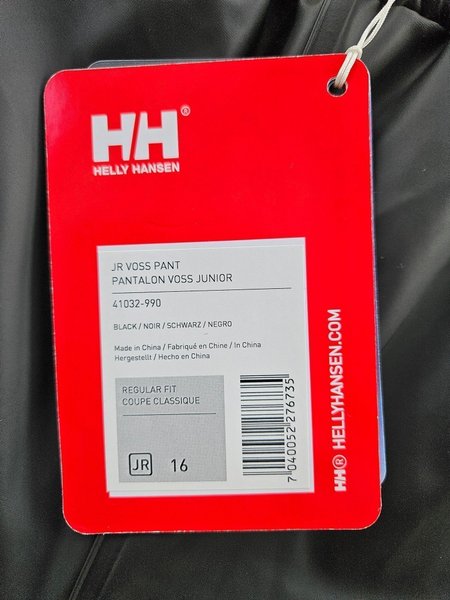 HH®
HELLY HANSEN
JR VOSS PANT
PANTALON VOSS JUNIOR
41032-990
BLACK / NOIR / SCHWARZ / NEGRO
Made in China / Fabriqué en Chine / In China
Hergestellt / Hecho en China
REGULAR FIT
COUPE CLASSIQUE
JR 16
7 040052 276735
HH® HELLYHANSEN.COM